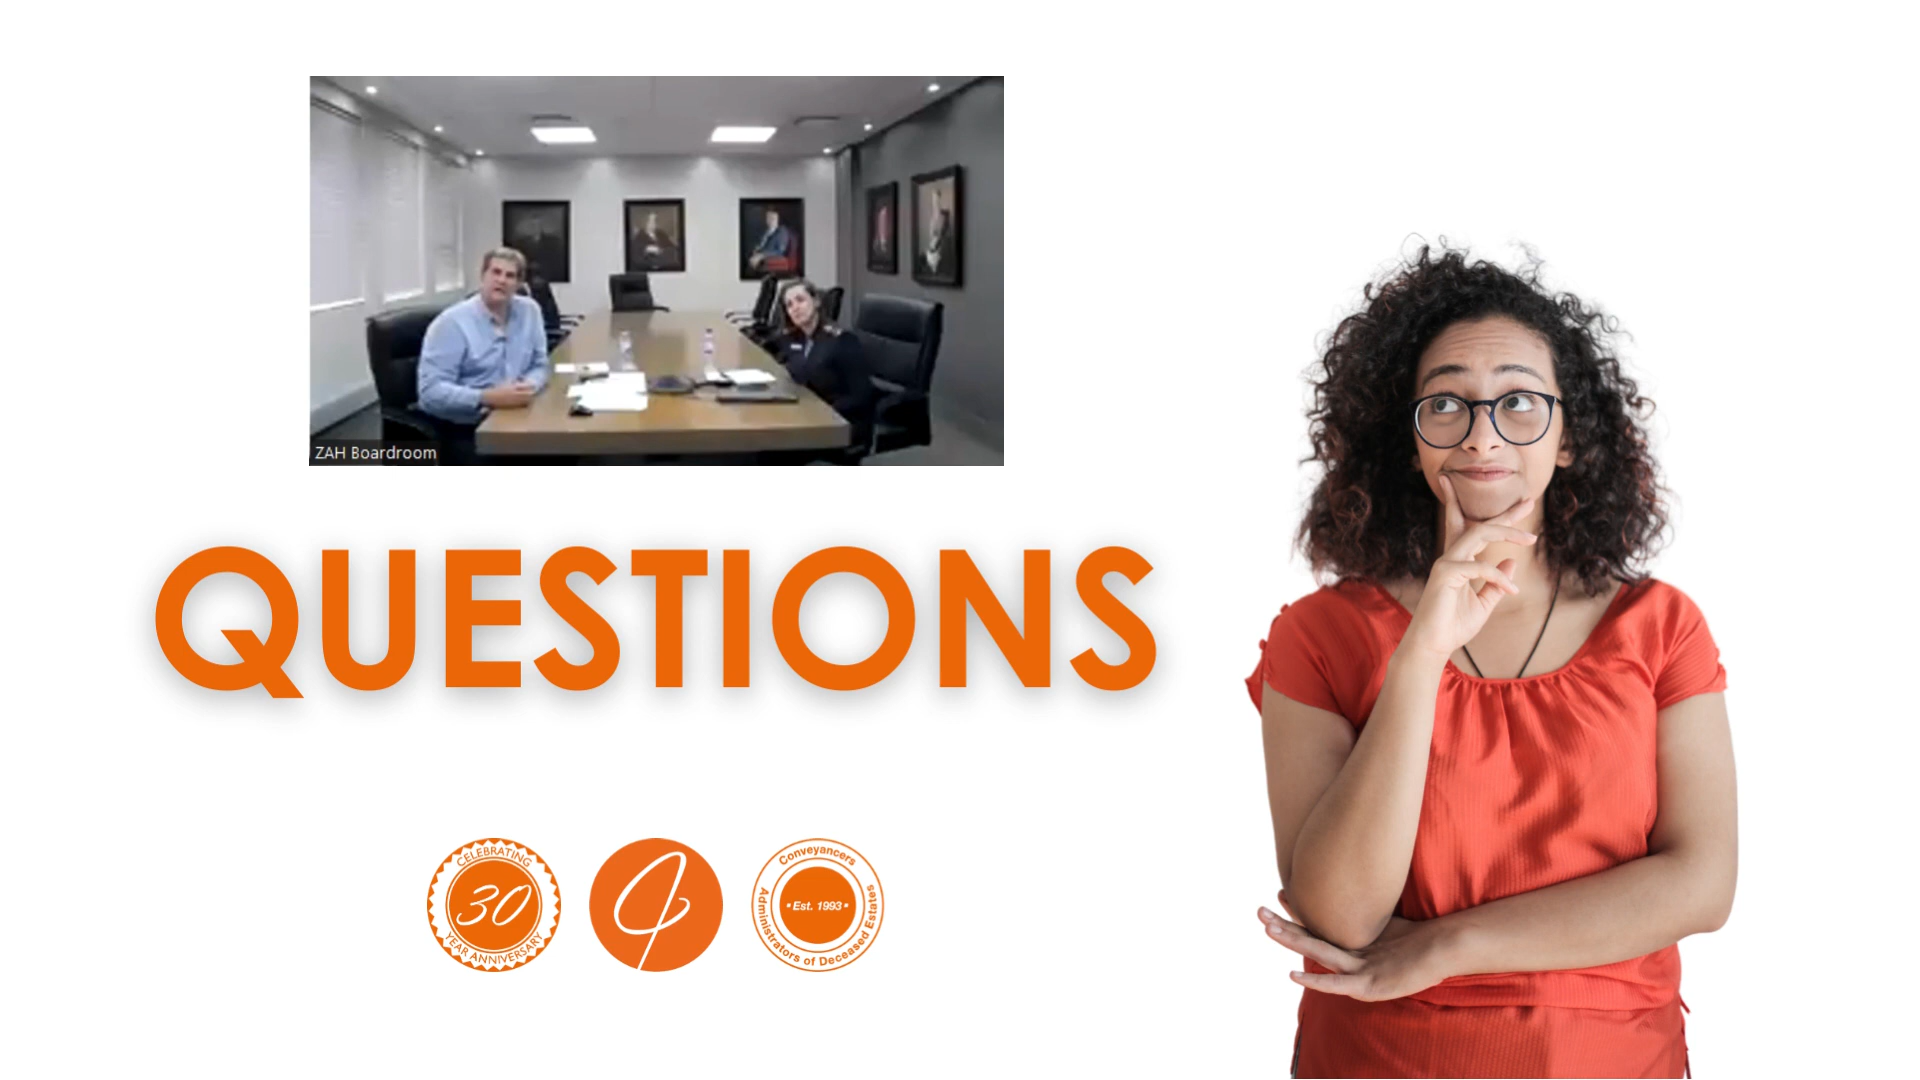 ZAH Boardroom
QUESTIONS
CELEBRATING
30
YEAR ANNIVERSARY
Conveyancers
• Est. 1993 •
Administrators of Deceased Estates